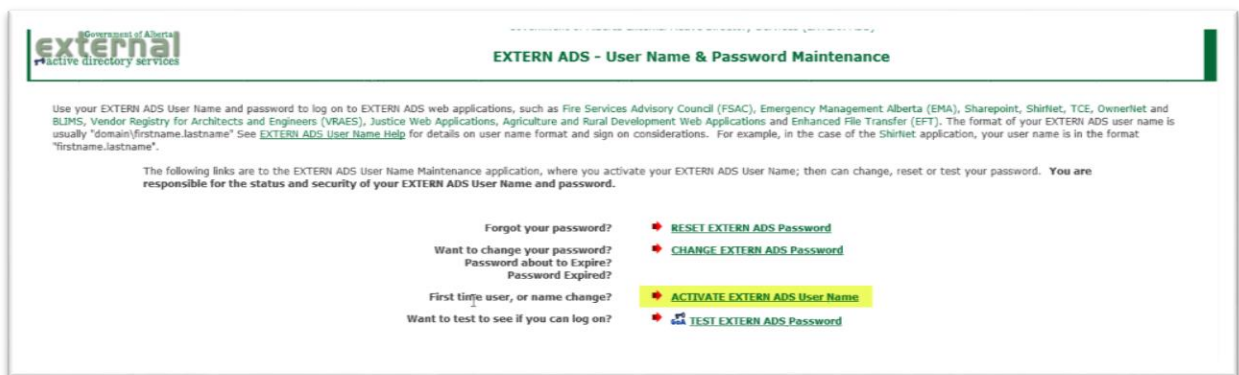 Government of Alberta
external
active directory services
EXTERN ADS - User Name & Password Maintenance
Use your EXTERN ADS User Name and password to log on to EXTERN ADS web applications, such as Fire Services Advisory Council (FSAC), Emergency Management Alberta (EMA), Sharepoint, ShirNet, TCE, OwnerNet and
BLIMS, Vendor Registry for Architects and Engineers (VRAES), Justice Web Applications, Agriculture and Rural Development Web Applications and Enhanced File Transfer (EFT). The format of your EXTERN ADS user name is
usually "domain\firstname.lastname" See EXTERN ADS User Name Help for details on user name format and sign on considerations. For example, in the case of the ShirNet application, your user name is in the format
"firstname.lastname".
The following links are to the EXTERN ADS User Name Maintenance application, where you activate your EXTERN ADS User Name; then can change, reset or test your password. You are
responsible for the status and security of your EXTERN ADS User Name and password.
Forgot your password? RESET EXTERN ADS Password
Want to change your password? CHANGE EXTERN ADS Password
Password about to Expire?
Password Expired?
First time user, or name change? ACTIVATE EXTERN ADS User Name
Want to test to see if you can log on? GoA TEST EXTERN ADS Password